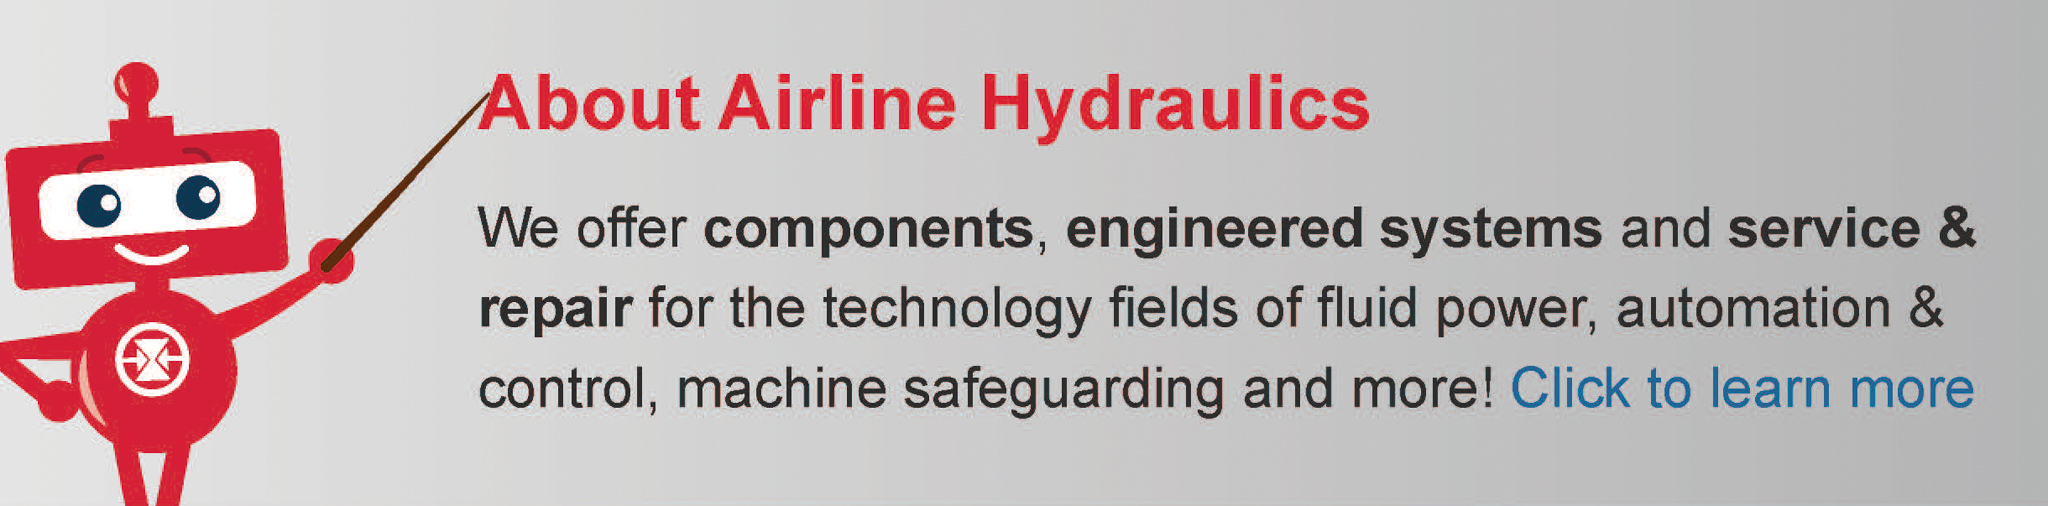 About Airline Hydraulics
We offer components, engineered systems and service &
repair for the technology fields of fluid power, automation &
control, machine safeguarding and more! Click to learn more